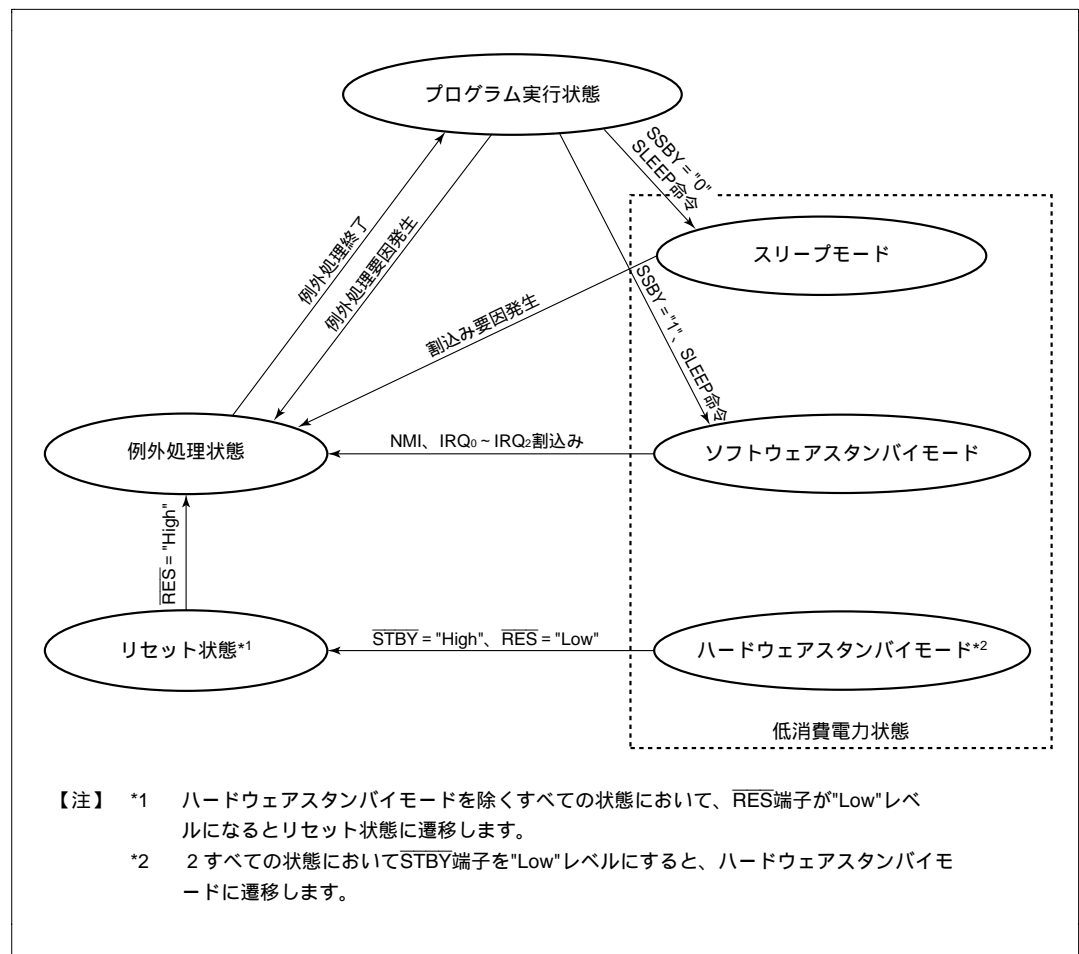 プログラム実行状態
SSBY = "0"
SLEEP命令
スリープモード
例外処理終了
例外処理要因発生
割込み要因発生
SSBY = "1"、SLEEP命令
例外処理状態
NMI、IRQ₀ ~ IRQ₂割込み
ソフトウェアスタンバイモード
R̅E̅S̅ = "High"
リセット状態*1
S̅T̅B̅Y̅ = "High"、R̅E̅S̅ = "Low"
ハードウェアスタンバイモード*2
低消費電力状態
【注】 *1 ハードウェアスタンバイモードを除くすべての状態において、R̅E̅S̅端子が"Low"レベ
ルになるとリセット状態に遷移します。
*2 2 すべての状態においてS̅T̅B̅Y̅端子を"Low"レベルにすると、ハードウェアスタンバイモ
ードに遷移します。